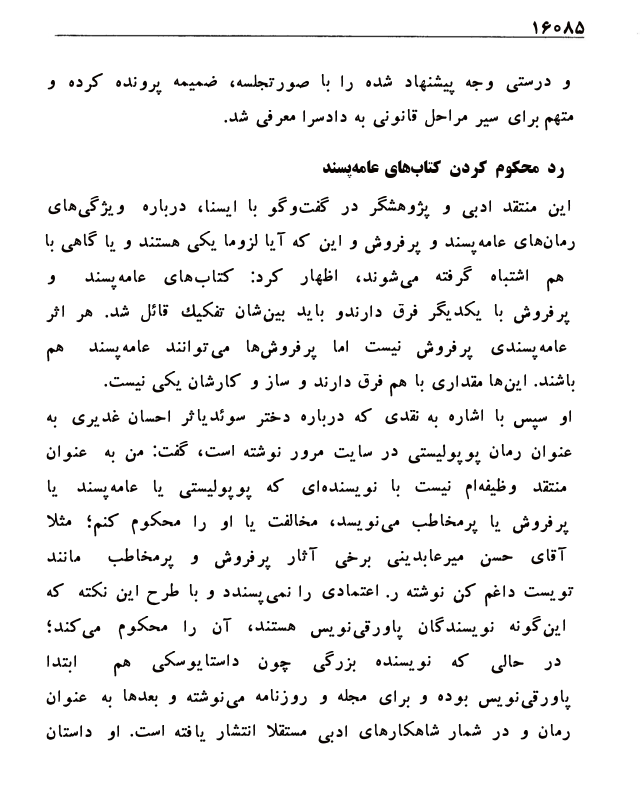 ۱۶۰۸۵
و درستی وجه پیشنهاد شده را با صورتجلسه، ضمیمه پرونده کرده و
متهم برای سیر مراحل قانونی به دادسرا معرفی شد.
رد محکوم کردن کتاب‌های عامه‌پسند
این منتقد ادبی و پژوهشگر در گفت‌وگو با ایسنا، درباره ویژگی‌های
رمان‌های عامه‌پسند و پرفروش و این که آیا لزوما یکی هستند و یا گاهی با
هم اشتباه گرفته می‌شوند، اظهار کرد: کتاب‌های عامه‌پسند و
پرفروش با یکدیگر فرق دارندو باید بین‌شان تفکیك قائل شد. هر اثر
عامه‌پسندی پرفروش نیست اما پرفروش‌ها می‌توانند عامه‌پسند هم
باشند. این‌ها مقداری با هم فرق دارند و ساز و کارشان یکی نیست.
او سپس با اشاره به نقدی که درباره دختر سوئدیاثر احسان غدیری به
عنوان رمان پوپولیستی در سایت مرور نوشته است، گفت: من به عنوان
منتقد وظیفه‌ام نیست با نویسنده‌ای که پوپولیستی یا عامه‌پسند یا
پرفروش یا پرمخاطب می‌نویسد، مخالفت یا او را محکوم کنم؛ مثلا
آقای حسن میرعابدینی برخی آثار پرفروش و پرمخاطب مانند
تویست داغم کن نوشته ر. اعتمادی را نمی‌پسندد و با طرح این نکته که
این‌گونه نویسندگان پاورقی‌نویس هستند، آن را محکوم می‌کند؛
در حالی که نویسنده بزرگی چون داستایوسکی هم ابتدا
پاورقی‌نویس بوده و برای مجله و روزنامه می‌نوشته و بعدها به عنوان
رمان و در شمار شاهکارهای ادبی مستقلا انتشار یافته است. او داستان